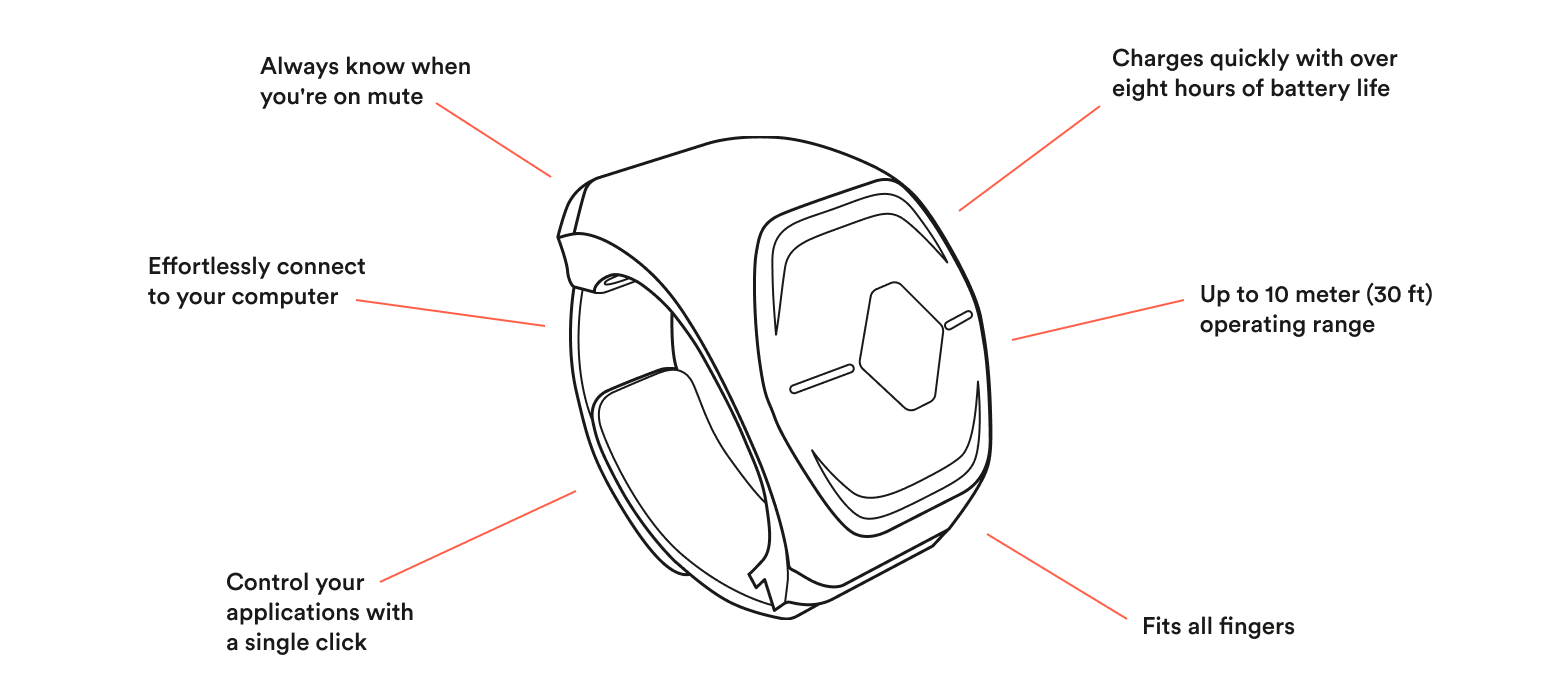 Always know when
you're on mute
Charges quickly with over
eight hours of battery life
Effortlessly connect
to your computer
Up to 10 meter (30 ft)
operating range
Control your
applications with
a single click
Fits all fingers